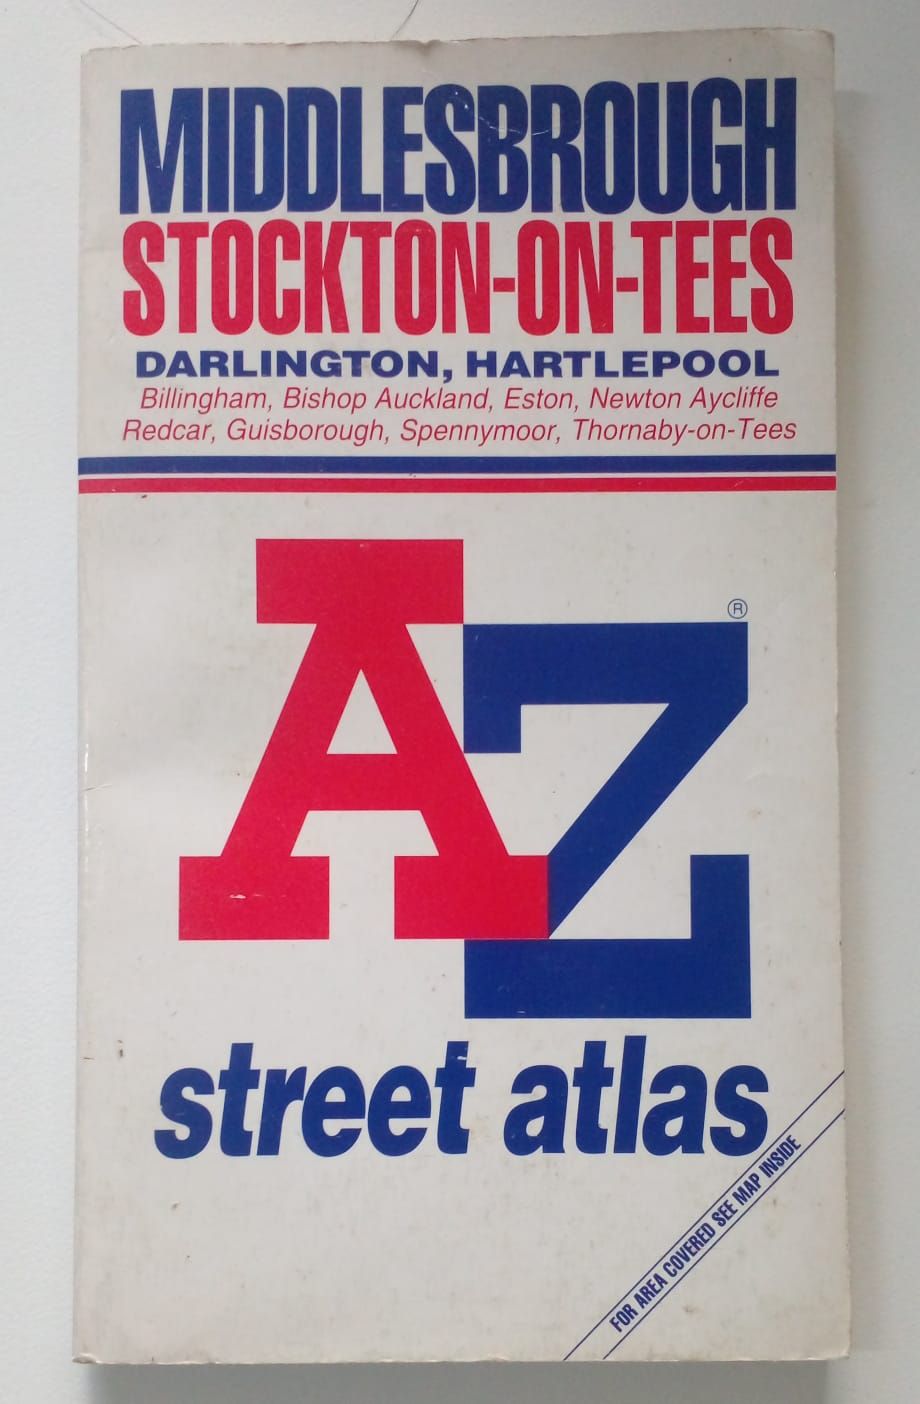 MIDDLESBROUGH
STOCKTON-ON-TEES
DARLINGTON, HARTLEPOOL
Billingham, Bishop Auckland, Eston, Newton Aycliffe
Redcar, Guisborough, Spennymoor, Thornaby-on-Tees
AZ®
street atlas
FOR AREA COVERED SEE MAP INSIDE